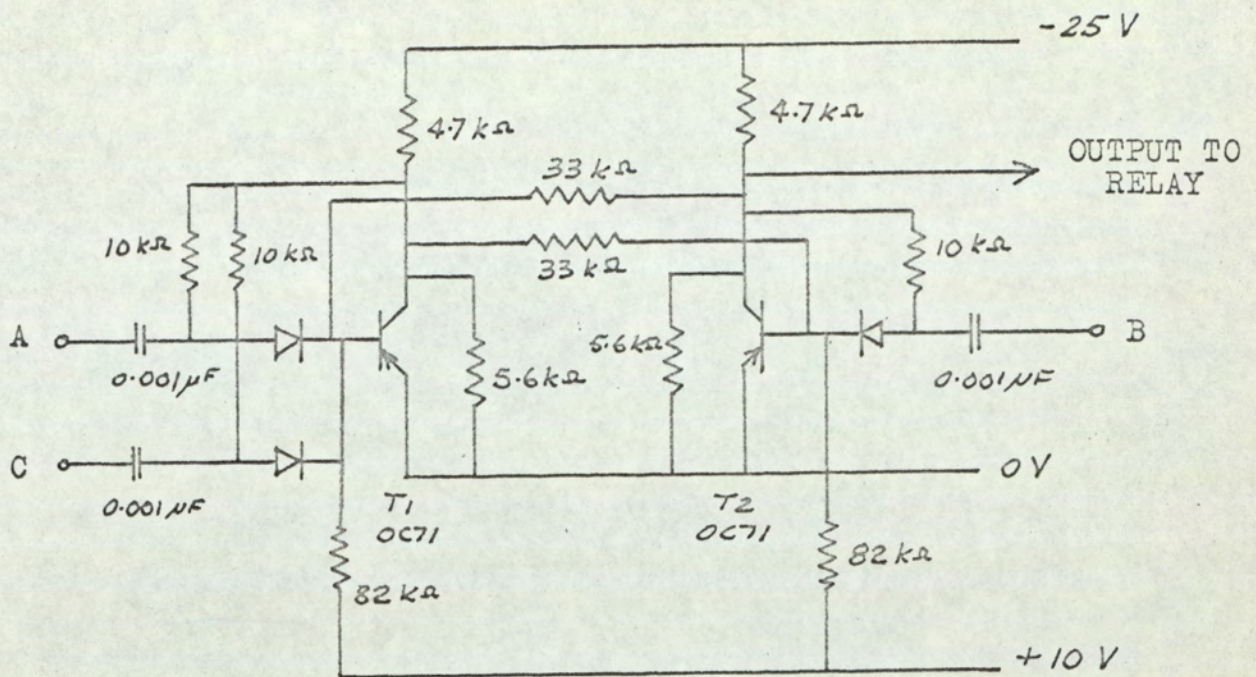 -25 V
4.7 kΩ
4.7 kΩ
OUTPUT TO
RELAY
33 kΩ
10 kΩ
10 kΩ
33 kΩ
10 kΩ
A
B
0.001 µF
5.6 kΩ
5.6 kΩ
0.001 µF
C
0 V
0.001 µF
T1
OC71
T2
OC71
82 kΩ
82 kΩ
+10 V